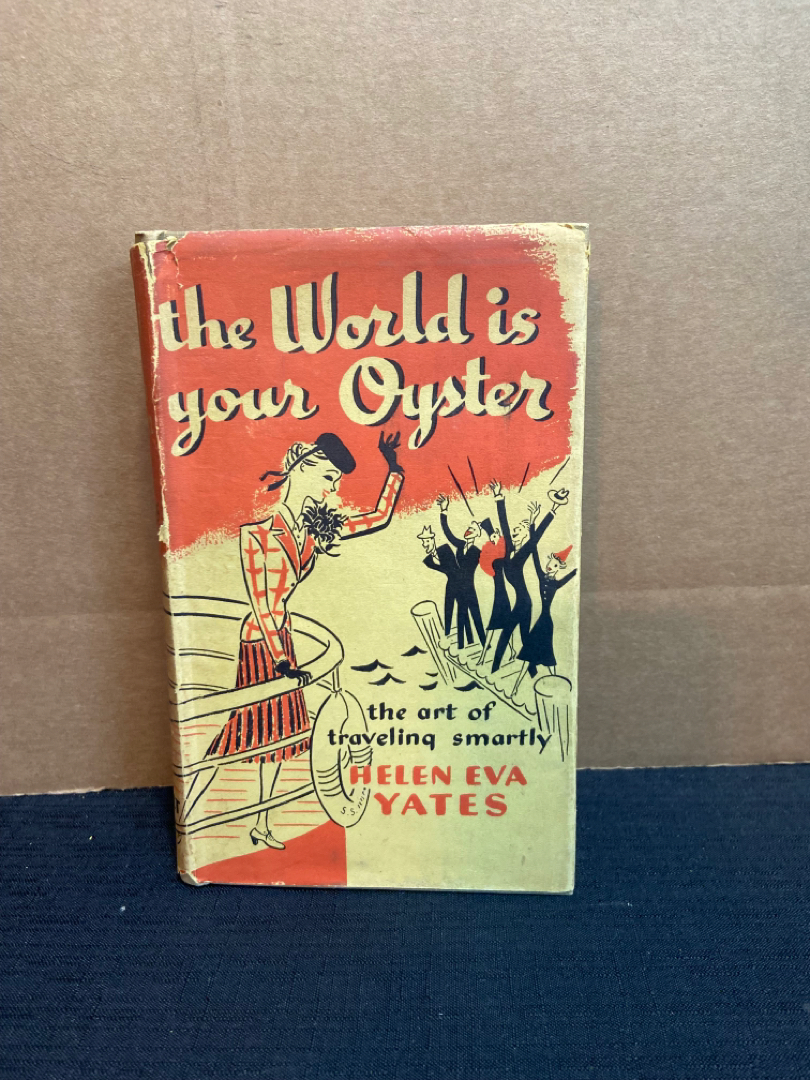 the World is
your Oyster
the art of
traveling smartly
HELEN EVA
YATES
S.S.